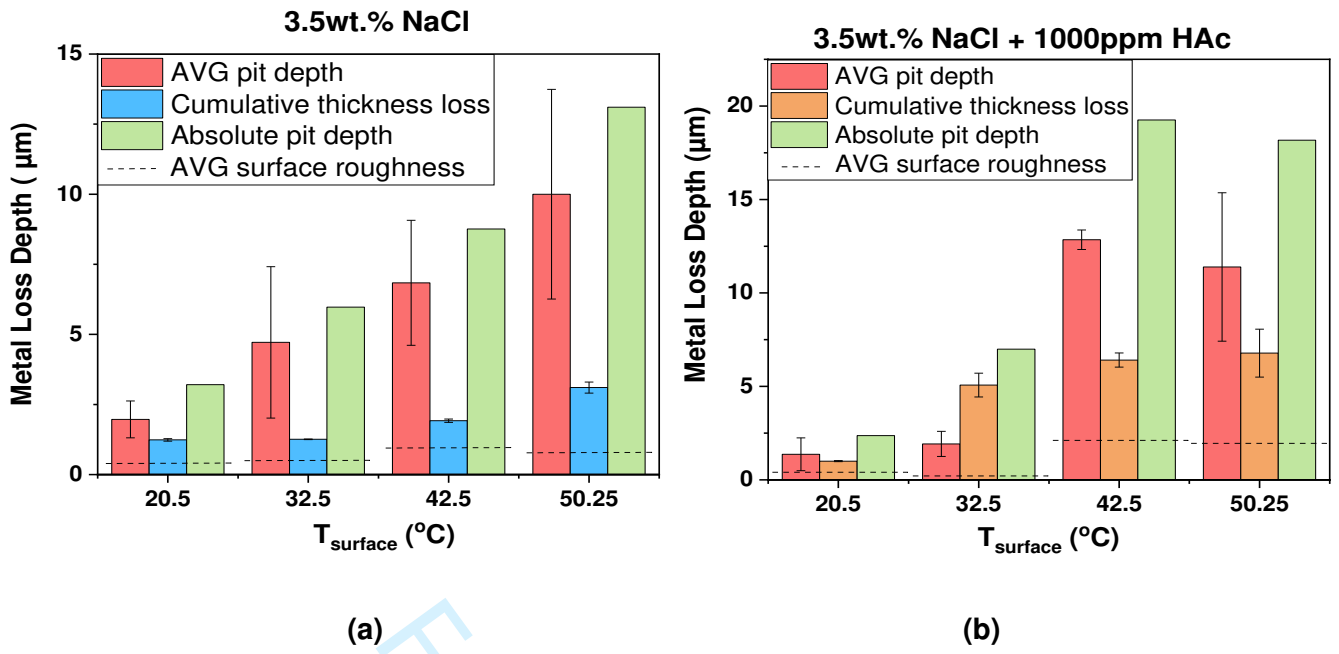 3.5wt.% NaCl
15
AVG pit depth
Cumulative thickness loss
Absolute pit depth
AVG surface roughness
10
5
0
Metal Loss Depth ( µm)
20.5 32.5 42.5 50.25
Tsurface (oC)
(a)
3.5wt.% NaCl + 1000ppm HAc
AVG pit depth
Cumulative thickness loss
Absolute pit depth
AVG surface roughness
20
15
10
5
0
Metal Loss Depth (µm)
20.5 32.5 42.5 50.25
Tsurface (oC)
(b)